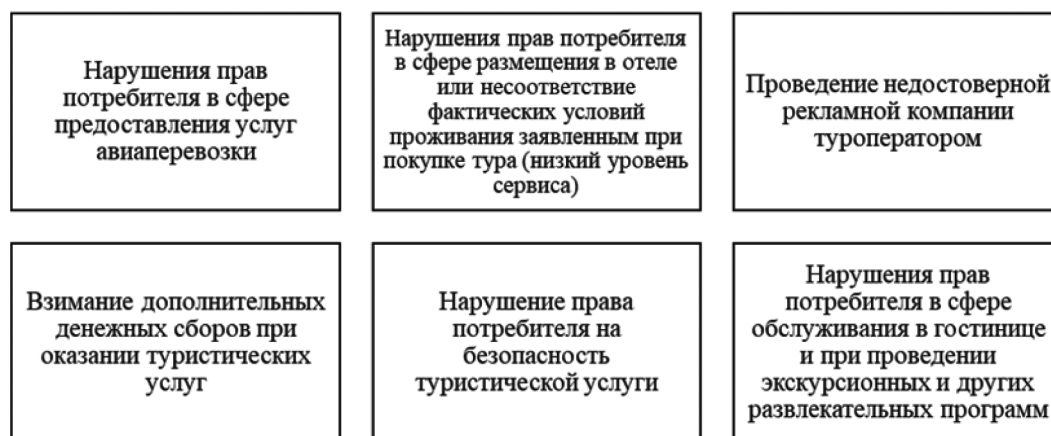 Нарушения прав
потребителя в сфере
предоставления услуг
авиаперевозки
Нарушения прав потребителя
в сфере размещения в отеле
или несоответствие
фактических условий
проживания заявленным при
покупке тура (низкий уровень
сервиса)
Проведение недостоверной
рекламной компании
туроператором
Взимание дополнительных
денежных сборов при
оказании туристических
услуг
Нарушение права
потребителя на
безопасность
туристической услуги
Нарушения прав
потребителя в сфере
обслуживания в гостинице
и при проведении
экскурсионных и других
развлекательных программ